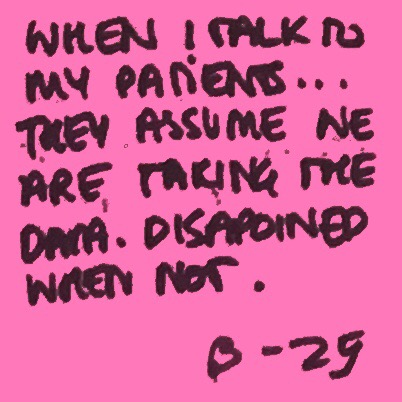 WHEN I TALK TO
MY PATIENTS...
THEY ASSUME WE
ARE TAKING THE
DATA. DISAPOINED
WHEN NOT.
B-29